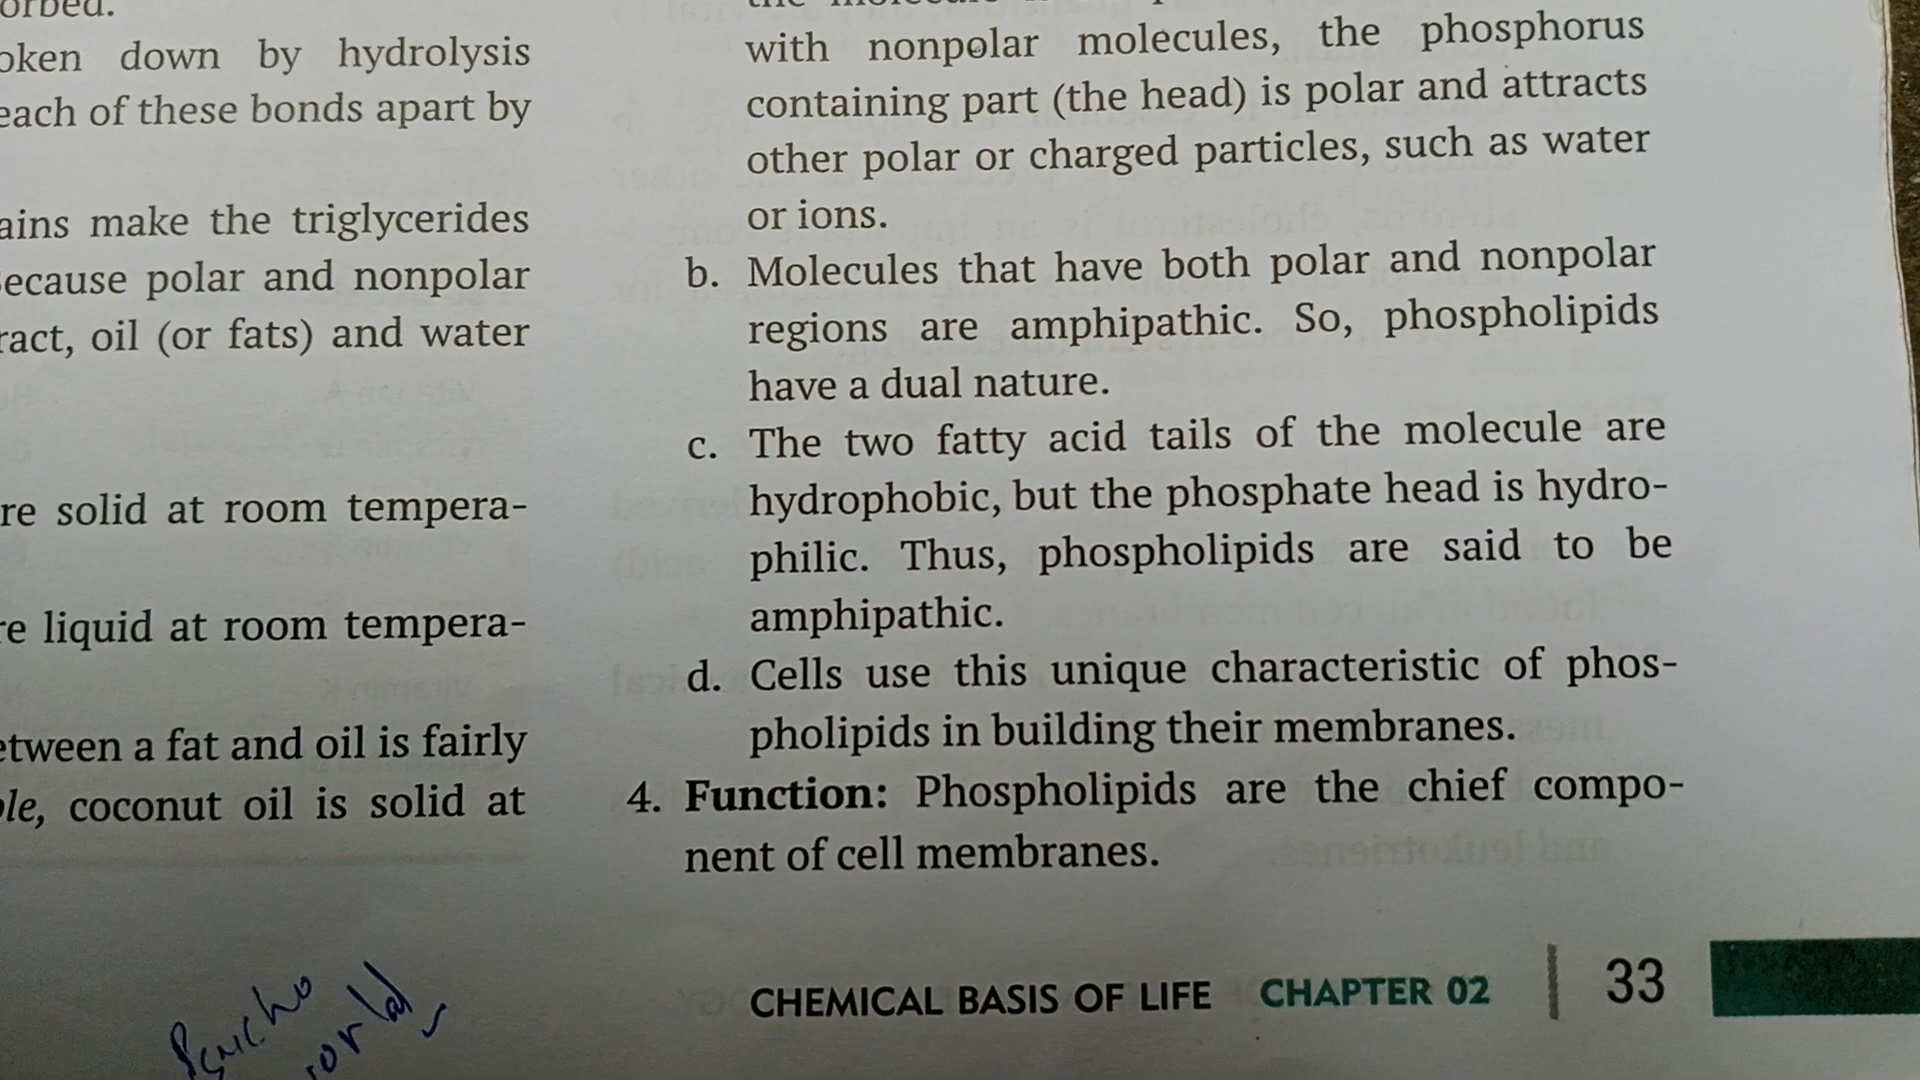 oken down by hydrolysis
each of these bonds apart by
ains make the triglycerides
ecause polar and nonpolar
ract, oil (or fats) and water
re solid at room tempera-
re liquid at room tempera-
etween a fat and oil is fairly
le, coconut oil is solid at
with nonpolar molecules, the phosphorus
containing part (the head) is polar and attracts
other polar or charged particles, such as water
or ions.
b. Molecules that have both polar and nonpolar
regions are amphipathic. So, phospholipids
have a dual nature.
c. The two fatty acid tails of the molecule are
hydrophobic, but the phosphate head is hydro-
philic. Thus, phospholipids are said to be
amphipathic.
d. Cells use this unique characteristic of phos-
pholipids in building their membranes.
4. Function: Phospholipids are the chief compo-
nent of cell membranes.
Psycho
CHEMICAL BASIS OF LIFE CHAPTER 02 | 33